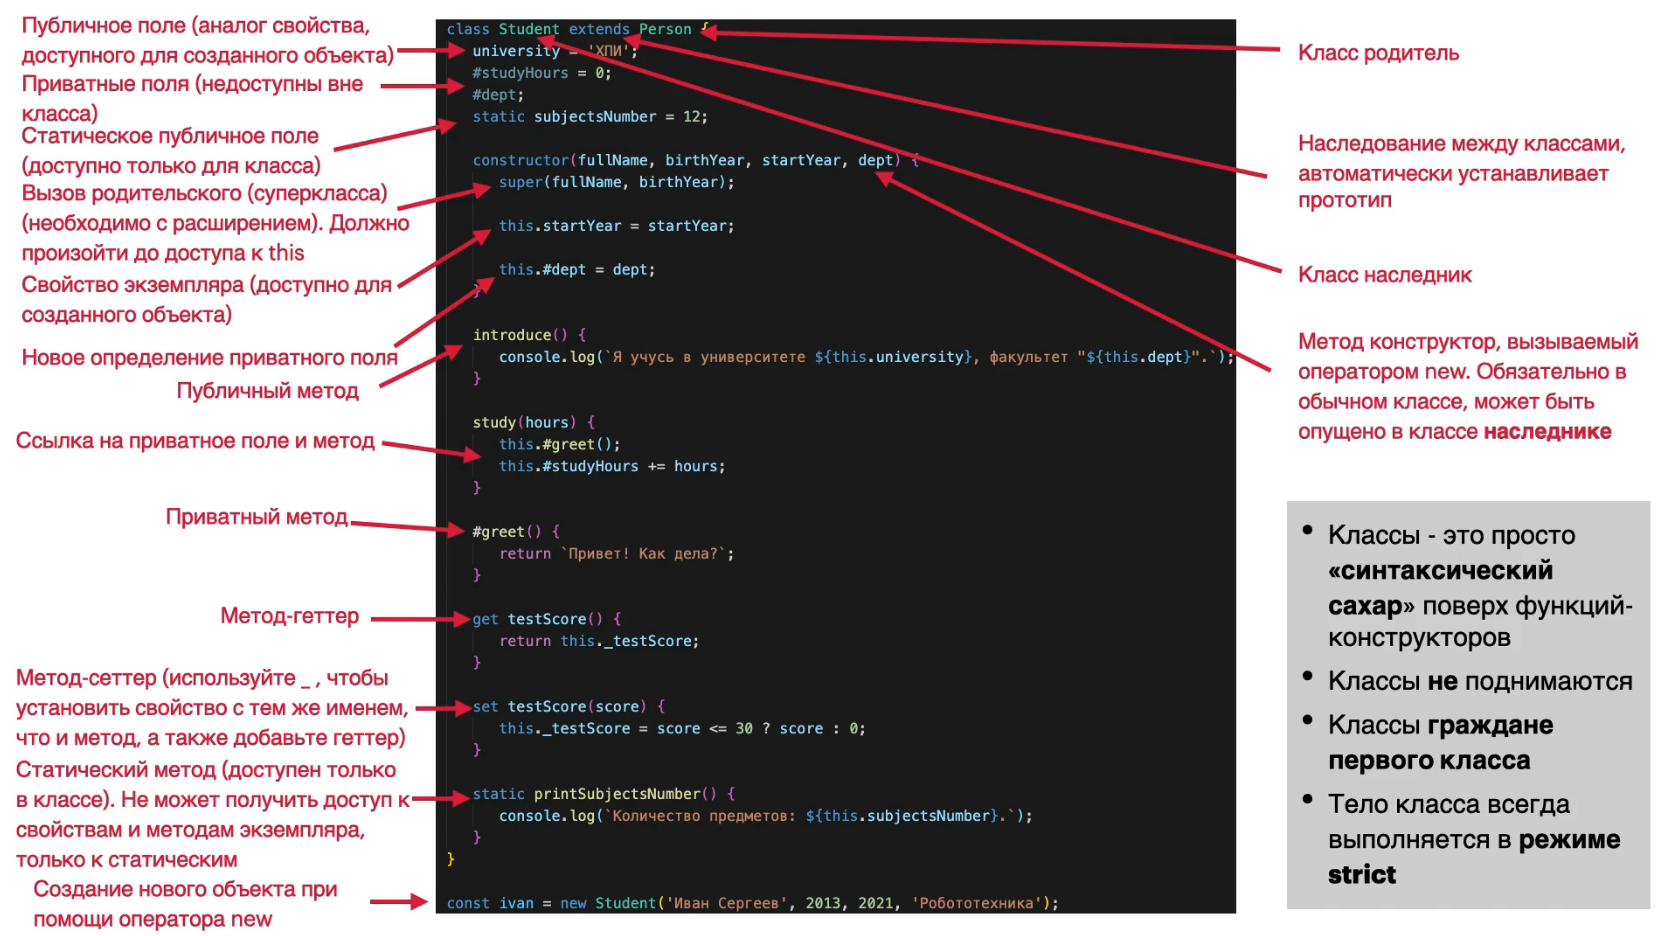 Публичное поле (аналог свойства,
доступного для созданного объекта)
Приватные поля (недоступны вне
класса)
Статическое публичное поле
(доступно только для класса)
Вызов родительского (суперкласса)
(необходимо с расширением). Должно
произойти до доступа к this
Свойство экземпляра (доступно для
созданного объекта)
Новое определение приватного поля
Публичный метод
Ссылка на приватное поле и метод
Приватный метод
Метод-геттер
Метод-сеттер (используйте _ , чтобы
установить свойство с тем же именем,
что и метод, а также добавьте геттер)
Статический метод (доступен только
в классе). Не может получить доступ к
свойствам и методам экземпляра,
только к статическим
Создание нового объекта при
помощи оператора new
class Student extends Person {
university = 'ХПИ';
#studyHours = 0;
#dept;
static subjectsNumber = 12;
constructor(fullName, birthYear, startYear, dept) {
super(fullName, birthYear);
this.startYear = startYear;
this.#dept = dept;
}
introduce() {
console.log(`Я учусь в университете ${this.university}, факультет "${this.dept}".`);
}
study(hours) {
this.#greet();
this.#studyHours += hours;
}
#greet() {
return `Привет! Как дела?`;
}
get testScore() {
return this._testScore;
}
set testScore(score) {
this._testScore = score <= 30 ? score : 0;
}
static printSubjectsNumber() {
console.log(`Количество предметов: ${this.subjectsNumber}.`);
}
}
const ivan = new Student('Иван Сергеев', 2013, 2021, 'Робототехника');
Класс родитель
Наследование между классами,
автоматически устанавливает
прототип
Класс наследник
Метод конструктор, вызываемый
оператором new. Обязательно в
обычном классе, может быть
опущено в классе наследнике
• Классы - это просто
«синтаксический
сахар» поверх функций-
конструкторов
• Классы не поднимаются
• Классы граждане
первого класса
• Тело класса всегда
выполняется в режиме
strict